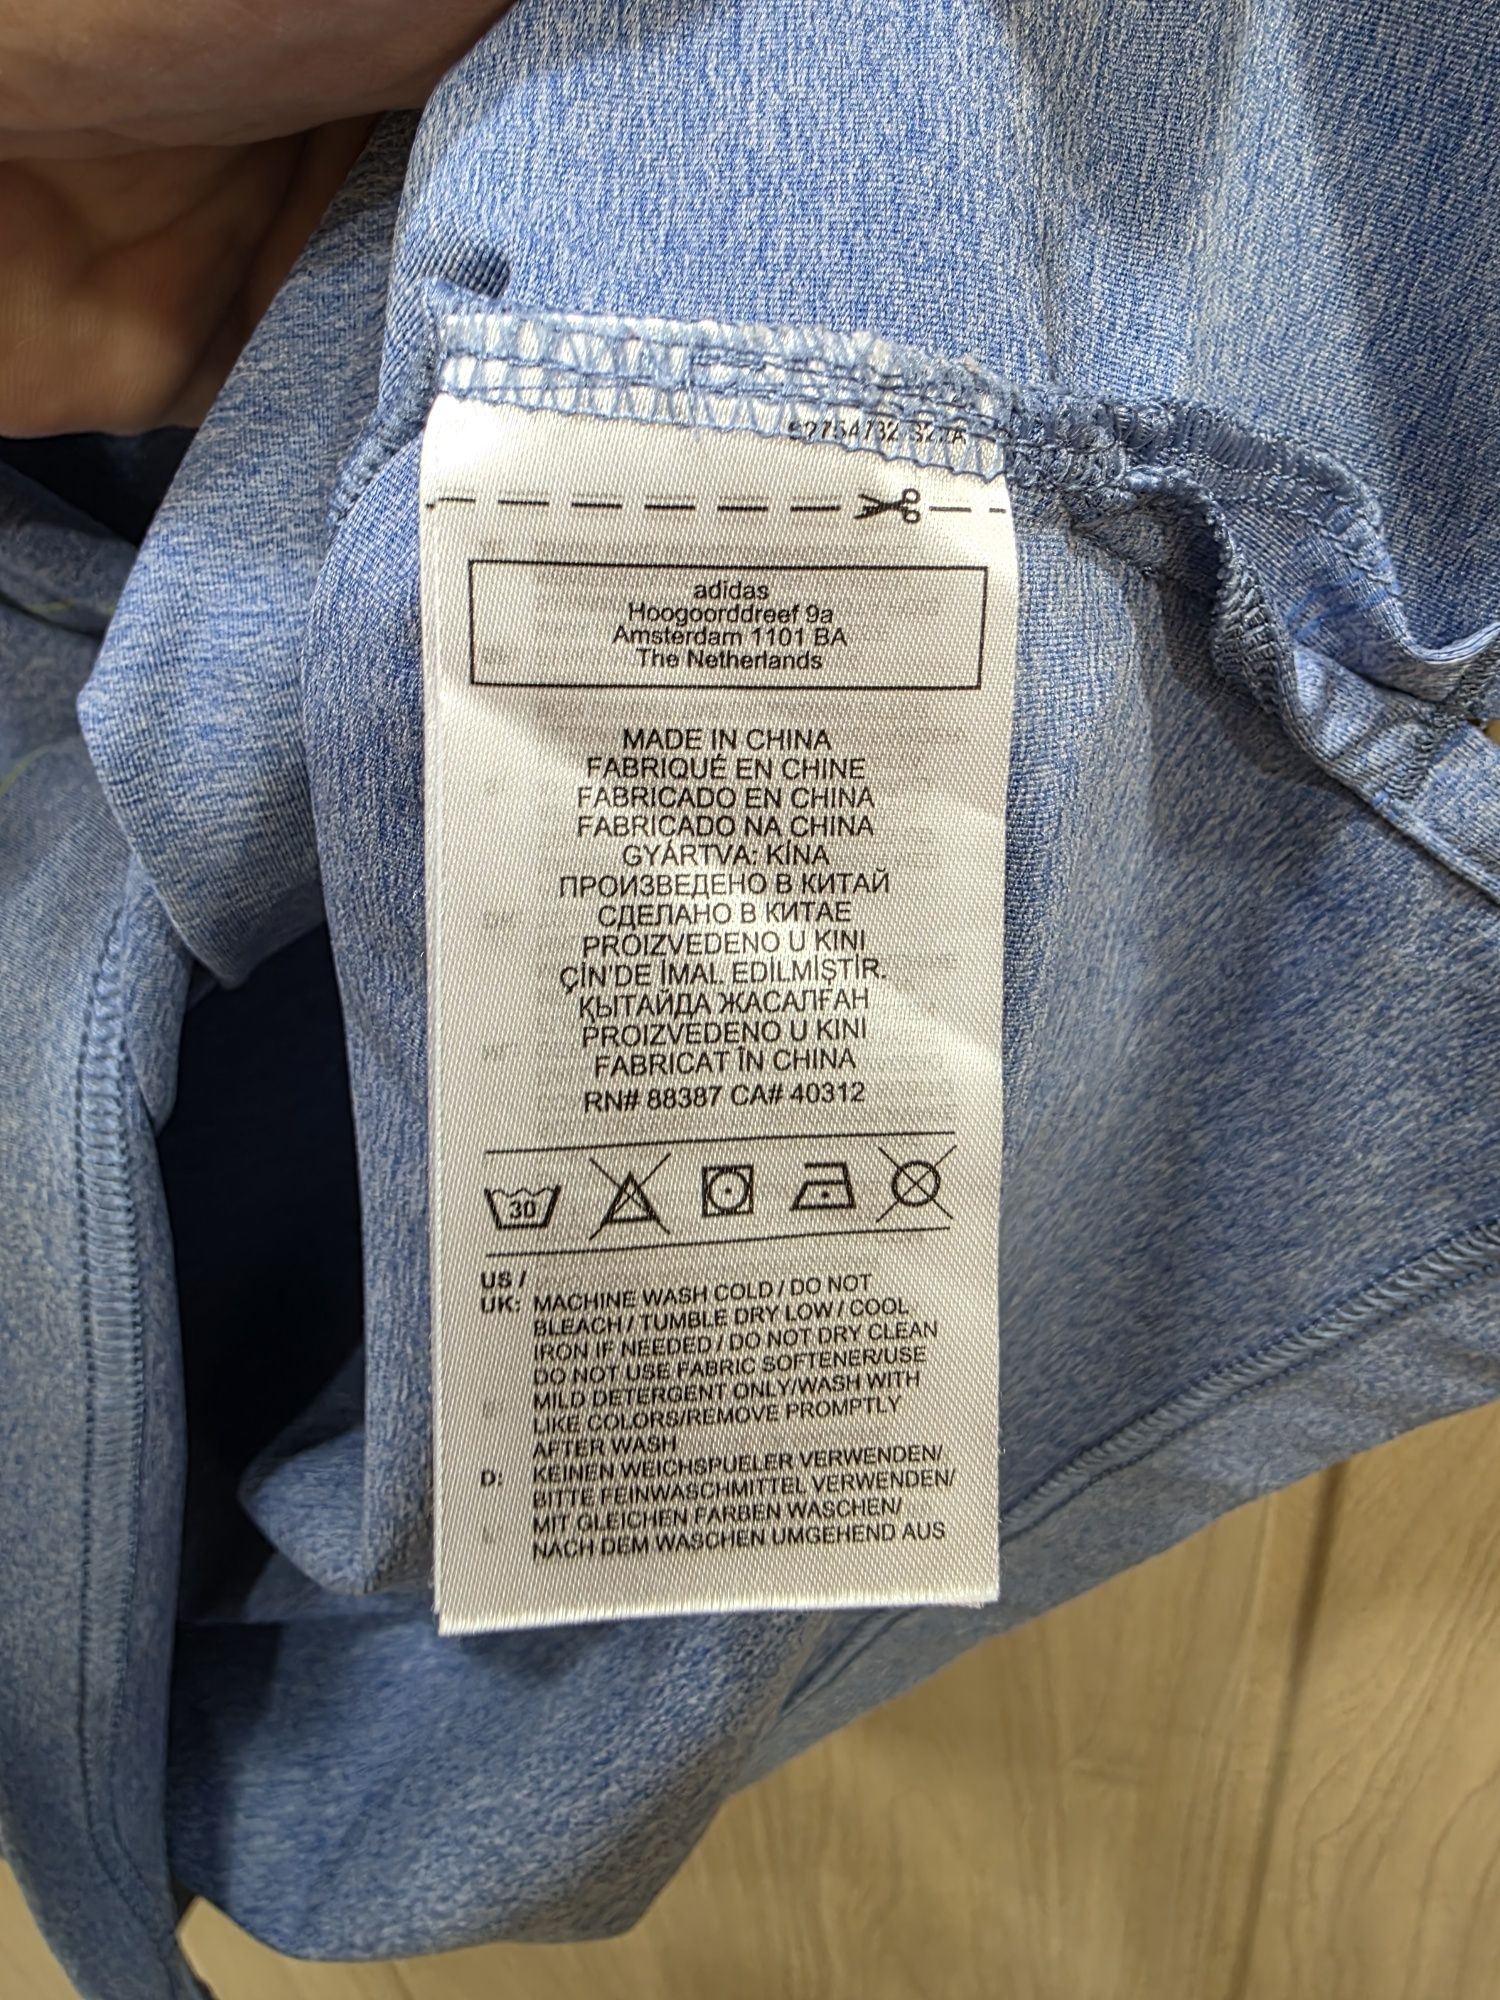 adidas
Hoogoorddreef 9a
Amsterdam 1101 BA
The Netherlands
MADE IN CHINA
FABRIQUÉ EN CHINE
FABRICADO EN CHINA
FABRICADO NA CHINA
GYÁRTVA: KÍNA
ПРОИЗВЕДЕНО В КИТАЙ
СДЕЛАНО В КИТАЕ
PROIZVEDENO U KINI
ÇİN'DE İMAL EDİLMİŞTİR.
ҚЫТАЙДА ЖАСАЛҒАН
PROIZVEDENO U KINI
FABRICAT ÎN CHINA
RN# 88387 CA# 40312
30
US /
UK: MACHINE WASH COLD / DO NOT
BLEACH / TUMBLE DRY LOW / COOL
IRON IF NEEDED / DO NOT DRY CLEAN
DO NOT USE FABRIC SOFTENER/USE
MILD DETERGENT ONLY/WASH WITH
LIKE COLORS/REMOVE PROMPTLY
AFTER WASH
D: KEINEN WEICHSPUELER VERWENDEN/
BITTE FEINWASCHMITTEL VERWENDEN/
MIT GLEICHEN FARBEN WASCHEN/
NACH DEM WASCHEN UMGEHEND AUS